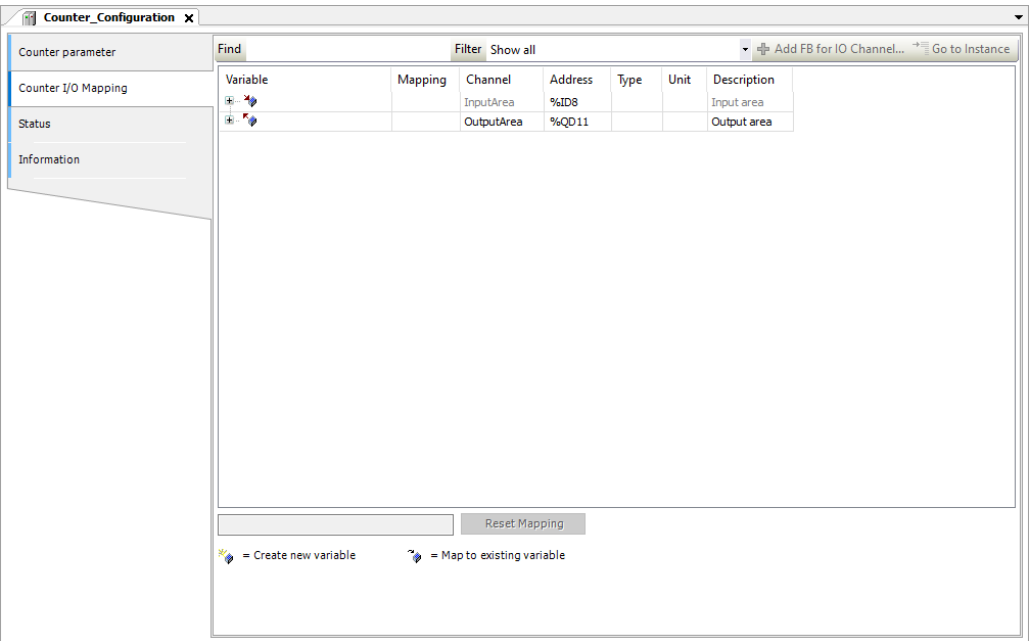 Counter_Configuration x
Counter parameter
Counter I/O Mapping
Status
Information
Find Filter Show all Add FB for IO Channel... Go to Instance
Variable Mapping Channel Address Type Unit Description
InputArea %ID8 Input area
OutputArea %QD11 Output area
Reset Mapping
= Create new variable = Map to existing variable